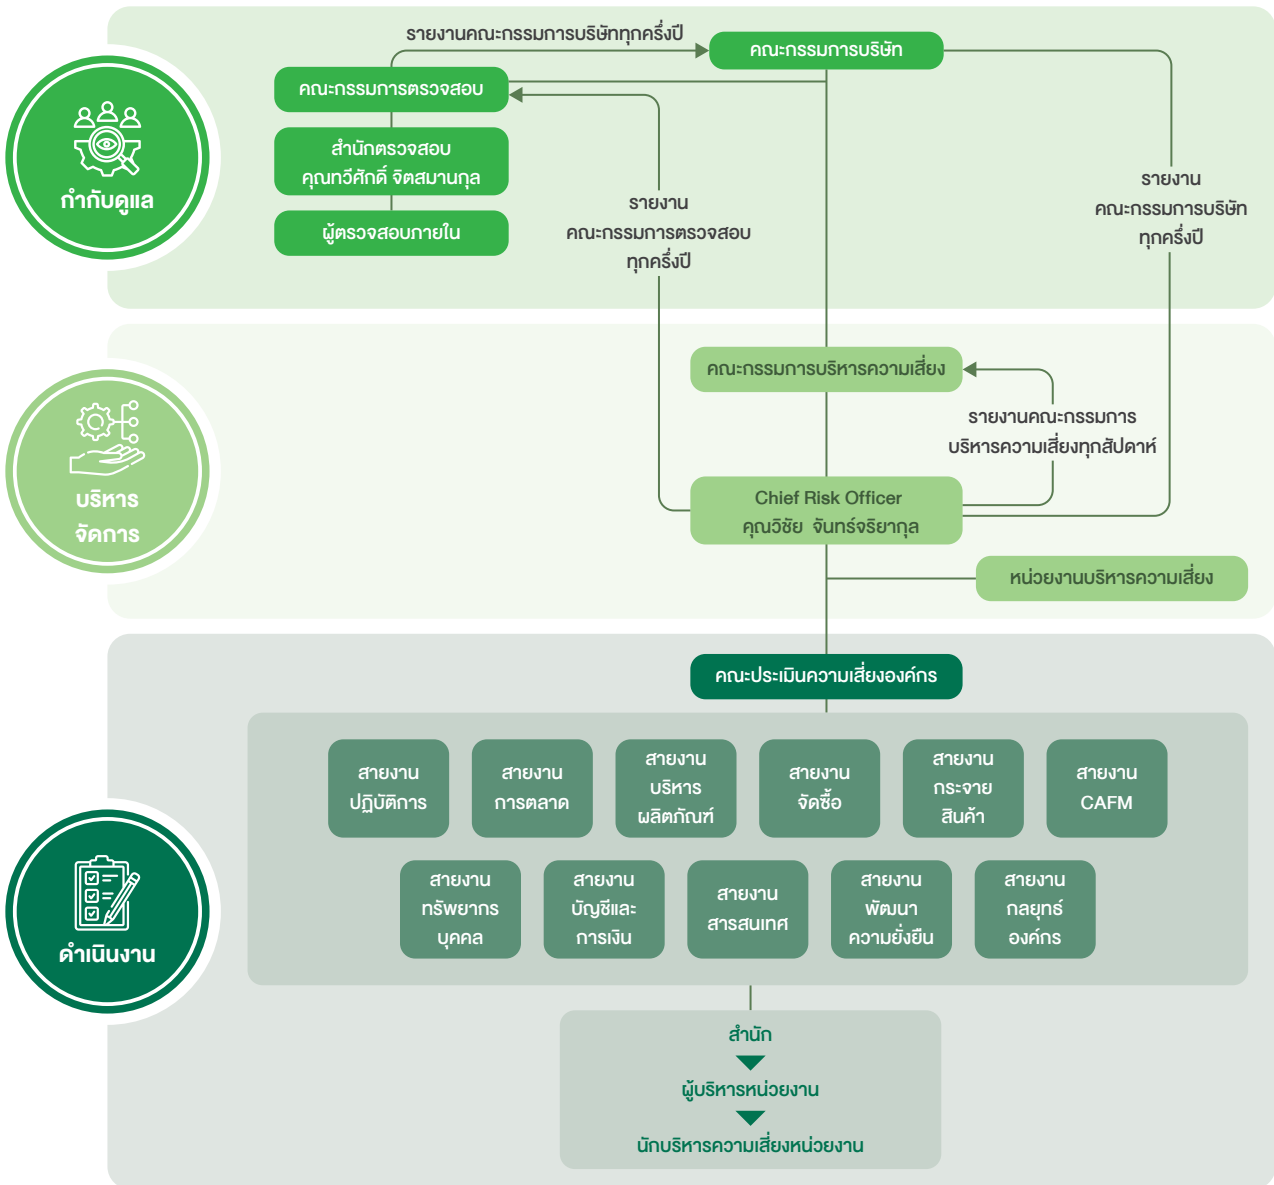 รายงานคณะกรรมการบริษัททุกครึ่งปี
คณะกรรมการบริษัท
คณะกรรมการตรวจสอบ
สำนักตรวจสอบ
คุณทวีศักดิ์ จิตสมานกุล
ผู้ตรวจสอบภายใน
กำกับดูแล
รายงาน
คณะกรรมการตรวจสอบ
ทุกครึ่งปี
รายงาน
คณะกรรมการบริษัท
ทุกครึ่งปี
คณะกรรมการบริหารความเสี่ยง
รายงานคณะกรรมการ
บริหารความเสี่ยงทุกสัปดาห์
บริหาร
จัดการ
Chief Risk Officer
คุณวิชัย จันทร์จริยากุล
หน่วยงานบริหารความเสี่ยง
คณะประเมินความเสี่ยงองค์กร
สายงาน
ปฏิบัติการ
สายงาน
การตลาด
สายงาน
บริหาร
ผลิตภัณฑ์
สายงาน
จัดซื้อ
สายงาน
กระจาย
สินค้า
สายงาน
CAFM
สายงาน
ทรัพยากร
บุคคล
สายงาน
บัญชีและ
การเงิน
สายงาน
สารสนเทศ
สายงาน
พัฒนา
ความยั่งยืน
สายงาน
กลยุทธ์
องค์กร
ดำเนินงาน
สำนัก
ผู้บริหารหน่วยงาน
นักบริหารความเสี่ยงหน่วยงาน